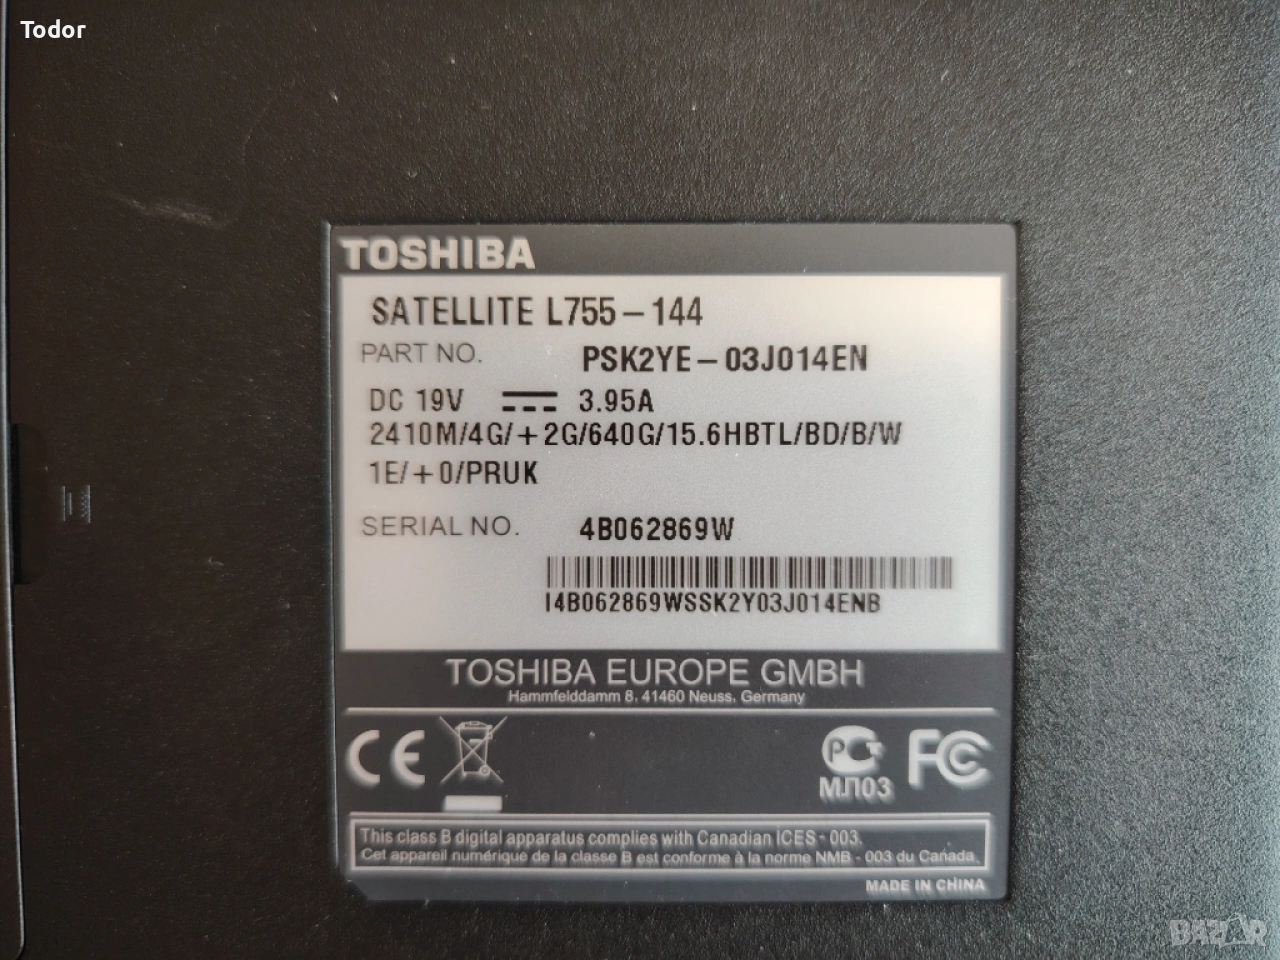 Todor
TOSHIBA
SATELLITE L755-144
PART NO. PSK2YE-03J014EN
DC 19V 3.95A
2410M/4G/+2G/640G/15.6HBTL/BD/B/W
1E/+0/PRUK
SERIAL NO. 4B062869W
I4B062869WSSK2Y03J014ENB
TOSHIBA EUROPE GMBH
Hammfelddamm 8, 41460 Neuss, Germany
CE
PCT FC
МЛ03
This class B digital apparatus complies with Canadian ICES-003.
Cet appareil numérique de la classe B est conforme à la norme NMB-003 du Canada.
MADE IN CHINA
BAZAR